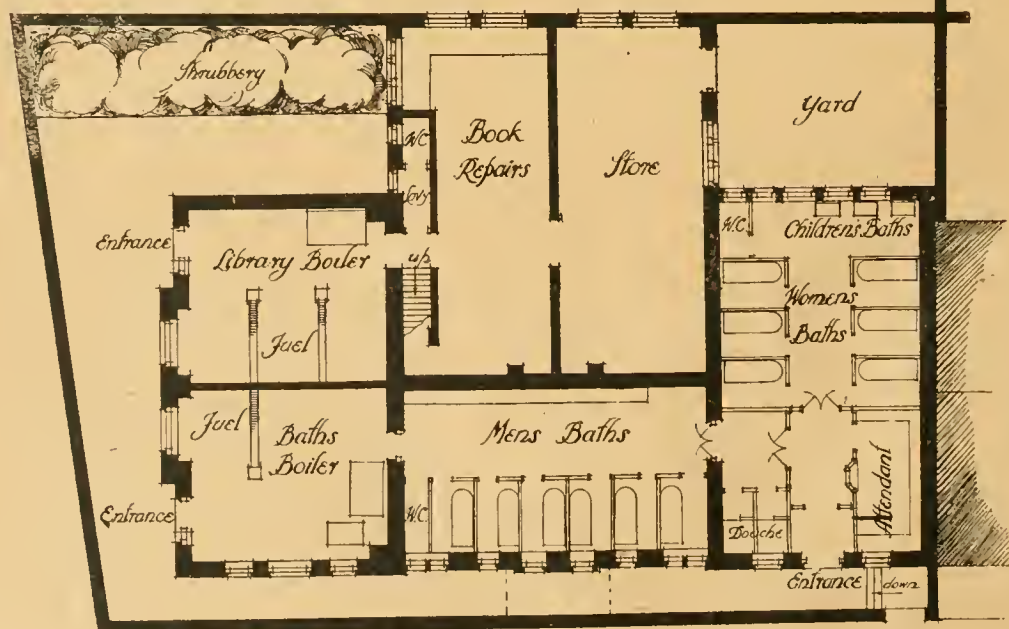 Shrubbery
W.C.
Lavy
Book
Repairs
Store
Yard
Entrance
Library Boiler
up
W.C.
Children's Baths
Womens
Baths
Fuel
Fuel
Baths
Boiler
Mens Baths
Attendant
Entrance
W.C.
Douche
Entrance
down